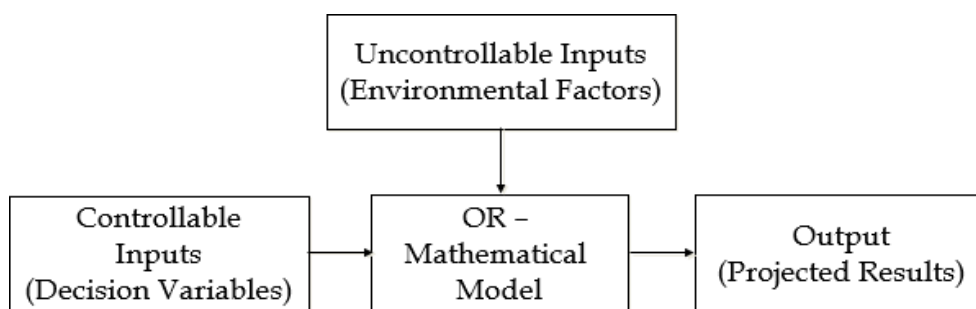 Uncontrollable Inputs
(Environmental Factors)
Controllable
Inputs
(Decision Variables)
OR –
Mathematical
Model
Output
(Projected Results)